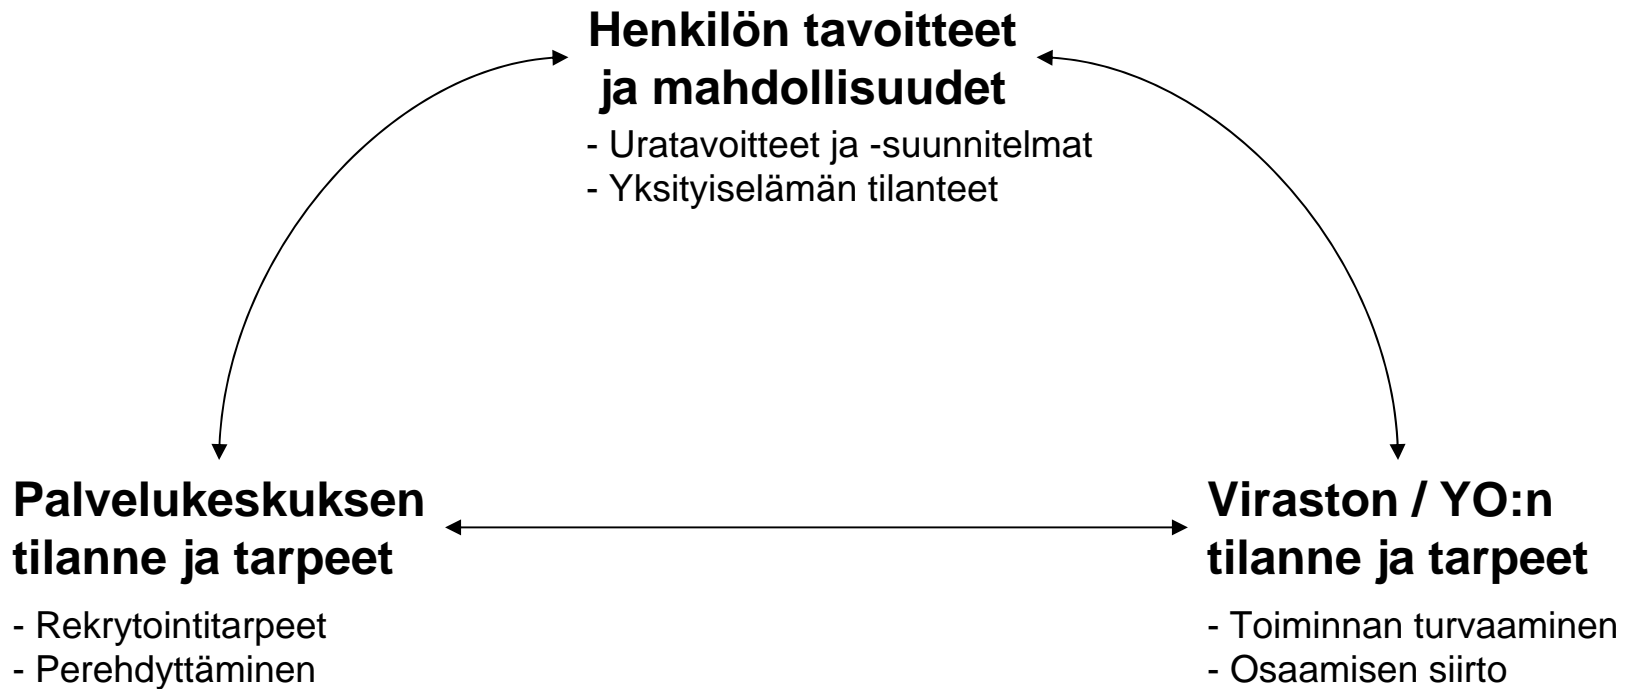 Henkilön tavoitteet
ja mahdollisuudet
- Uratavoitteet ja -suunnitelmat
- Yksityiselämän tilanteet
Palvelukeskuksen
tilanne ja tarpeet
- Rekrytointitarpeet
- Perehdyttäminen
Viraston / YO:n
tilanne ja tarpeet
- Toiminnan turvaaminen
- Osaamisen siirto